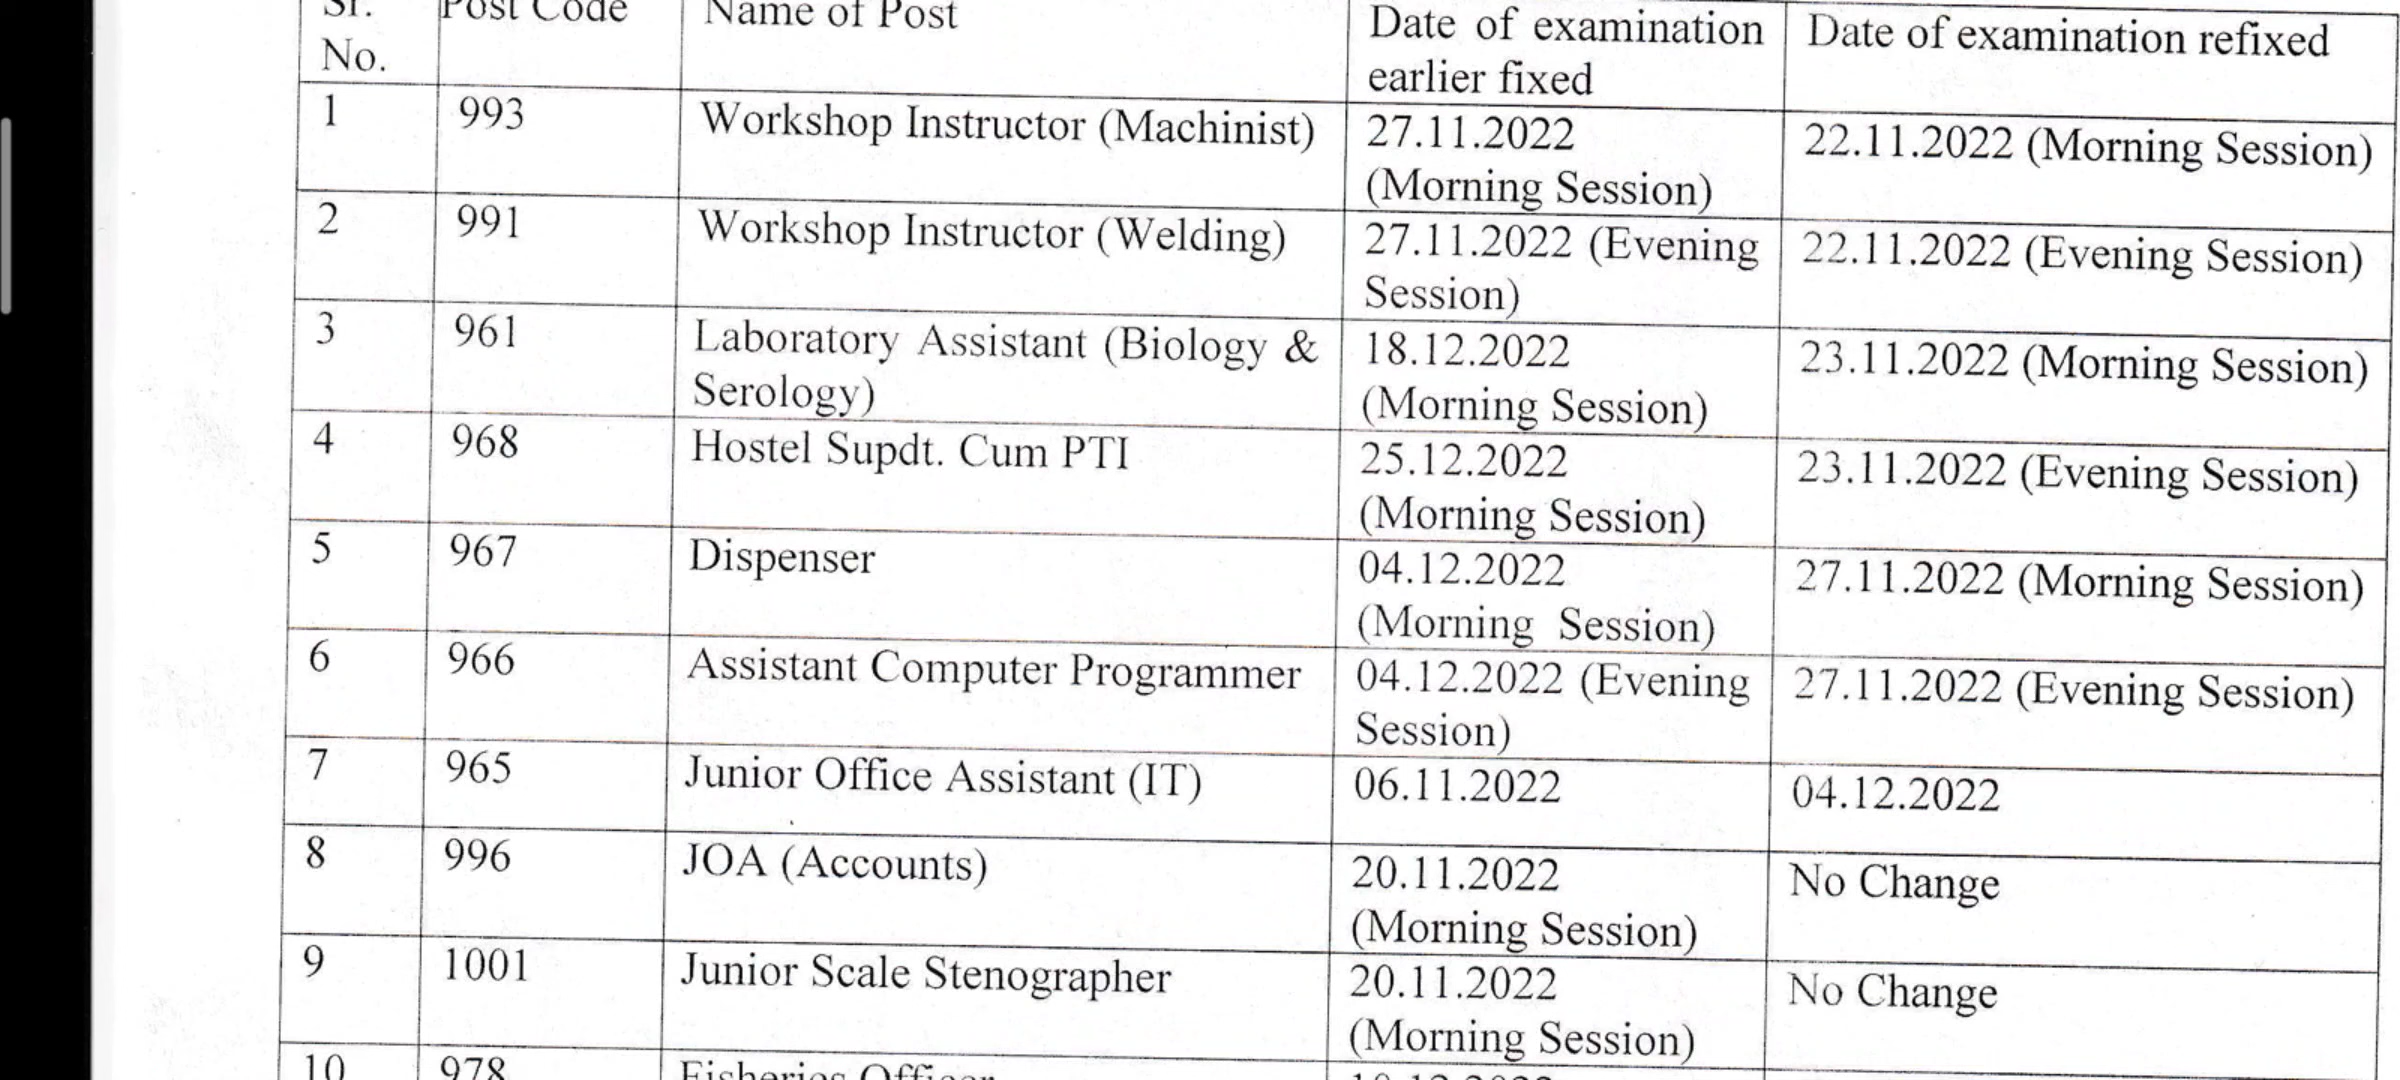 Sr. Post Code Name of Post Date of examination Date of examination refixed
No. earlier fixed
1 993 Workshop Instructor (Machinist) 27.11.2022 22.11.2022 (Morning Session)
(Morning Session)
2 991 Workshop Instructor (Welding) 27.11.2022 (Evening 22.11.2022 (Evening Session)
Session)
3 961 Laboratory Assistant (Biology & 18.12.2022 23.11.2022 (Morning Session)
Serology) (Morning Session)
4 968 Hostel Supdt. Cum PTI 25.12.2022 23.11.2022 (Evening Session)
(Morning Session)
5 967 Dispenser 04.12.2022 27.11.2022 (Morning Session)
(Morning Session)
6 966 Assistant Computer Programmer 04.12.2022 (Evening 27.11.2022 (Evening Session)
Session)
7 965 Junior Office Assistant (IT) 06.11.2022 04.12.2022
8 996 JOA (Accounts) 20.11.2022 No Change
(Morning Session)
9 1001 Junior Scale Stenographer 20.11.2022 No Change
(Morning Session)
10 978 Fisheries Officer